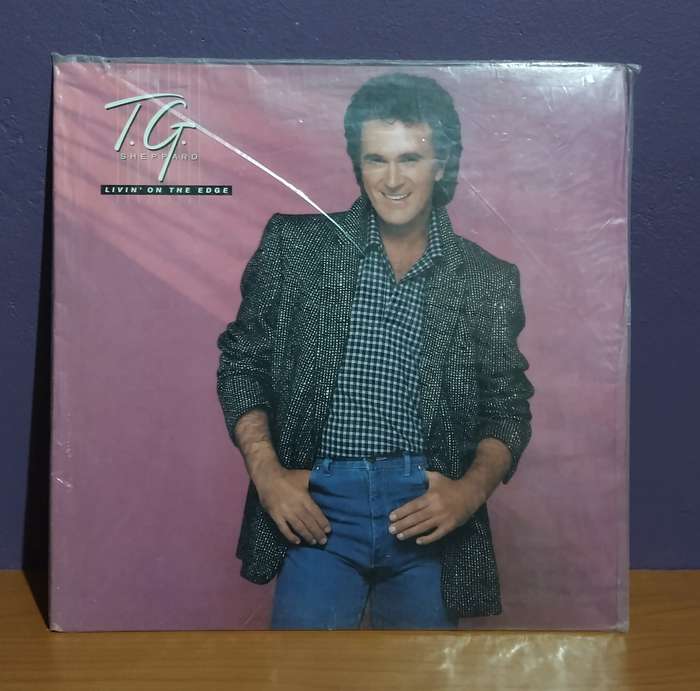 T.G.
SHEPPARD
LIVIN' ON THE EDGE